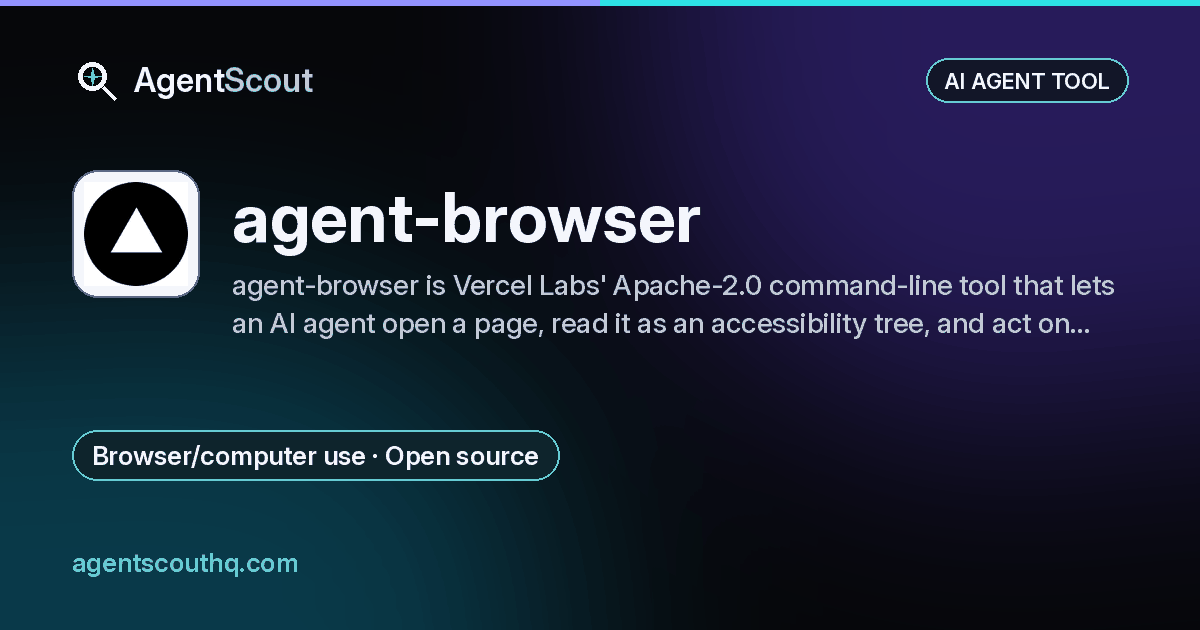 AgentScout
AI AGENT TOOL
agent-browser
agent-browser is Vercel Labs' Apache-2.0 command-line tool that lets
an AI agent open a page, read it as an accessibility tree, and act on...
Browser/computer use · Open source
agentscouthq.com